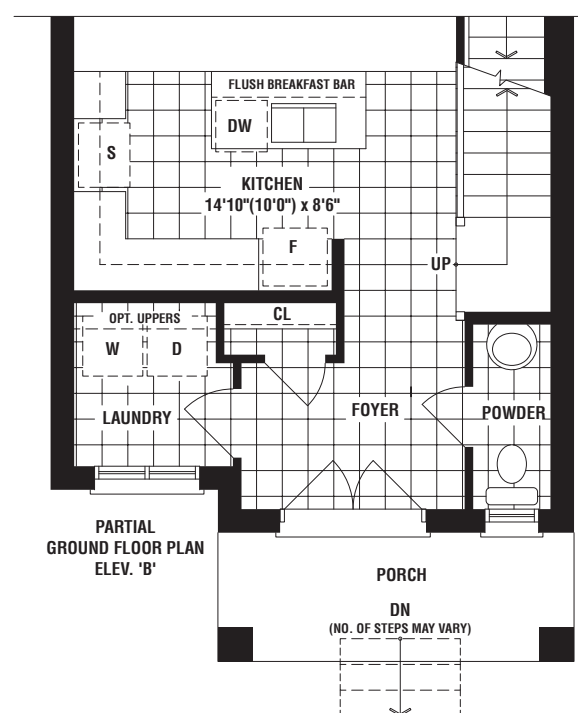 FLUSH BREAKFAST BAR
DW
S
KITCHEN
14'10"(10'0") x 8'6"
F
UP
OPT. UPPERS
CL
W
D
LAUNDRY
FOYER
POWDER
PARTIAL
GROUND FLOOR PLAN
ELEV. 'B'
PORCH
DN
(NO. OF STEPS MAY VARY)